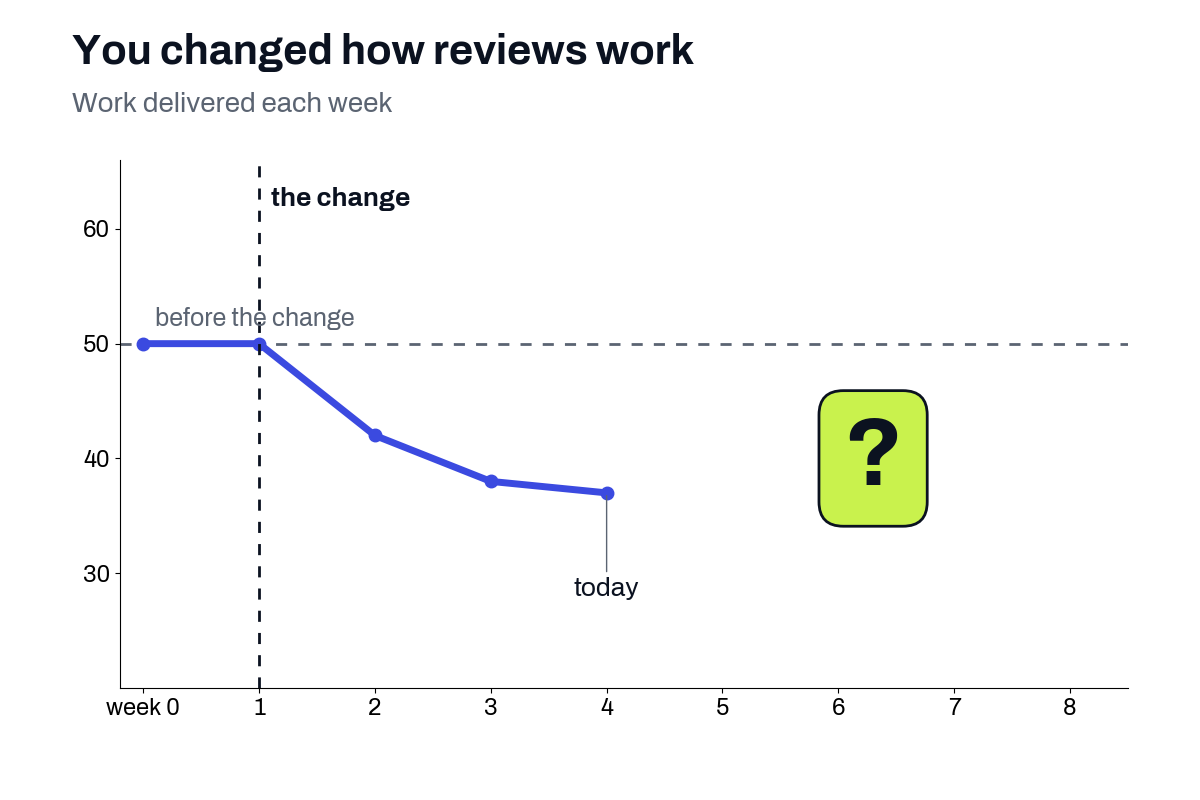 You changed how reviews work
Work delivered each week
the change
60
before the change
50
?
40
30
today
week 0 1 2 3 4 5 6 7 8